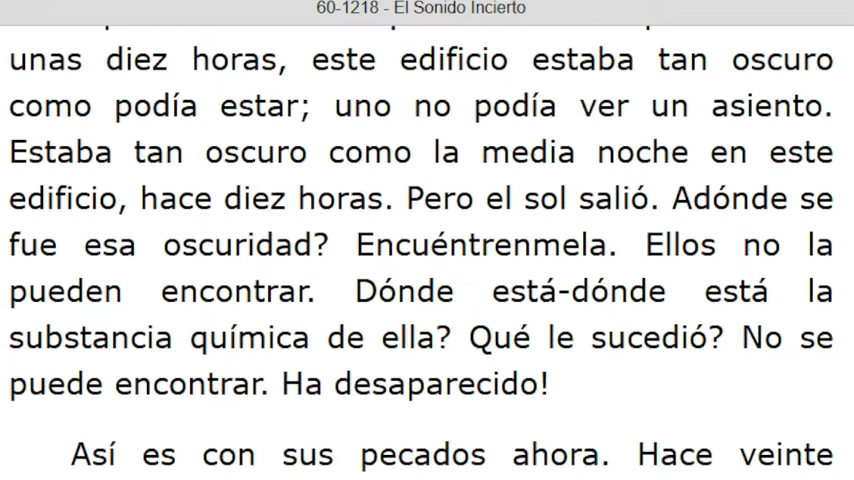 60-1218 - El Sonido Incierto
unas diez horas, este edificio estaba tan oscuro
como podía estar; uno no podía ver un asiento.
Estaba tan oscuro como la media noche en este
edificio, hace diez horas. Pero el sol salió. Adónde se
fue esa oscuridad? Encuéntrenmela. Ellos no la
pueden encontrar. Dónde está-dónde está la
substancia química de ella? Qué le sucedió? No se
puede encontrar. Ha desaparecido!
Así es con sus pecados ahora. Hace veinte